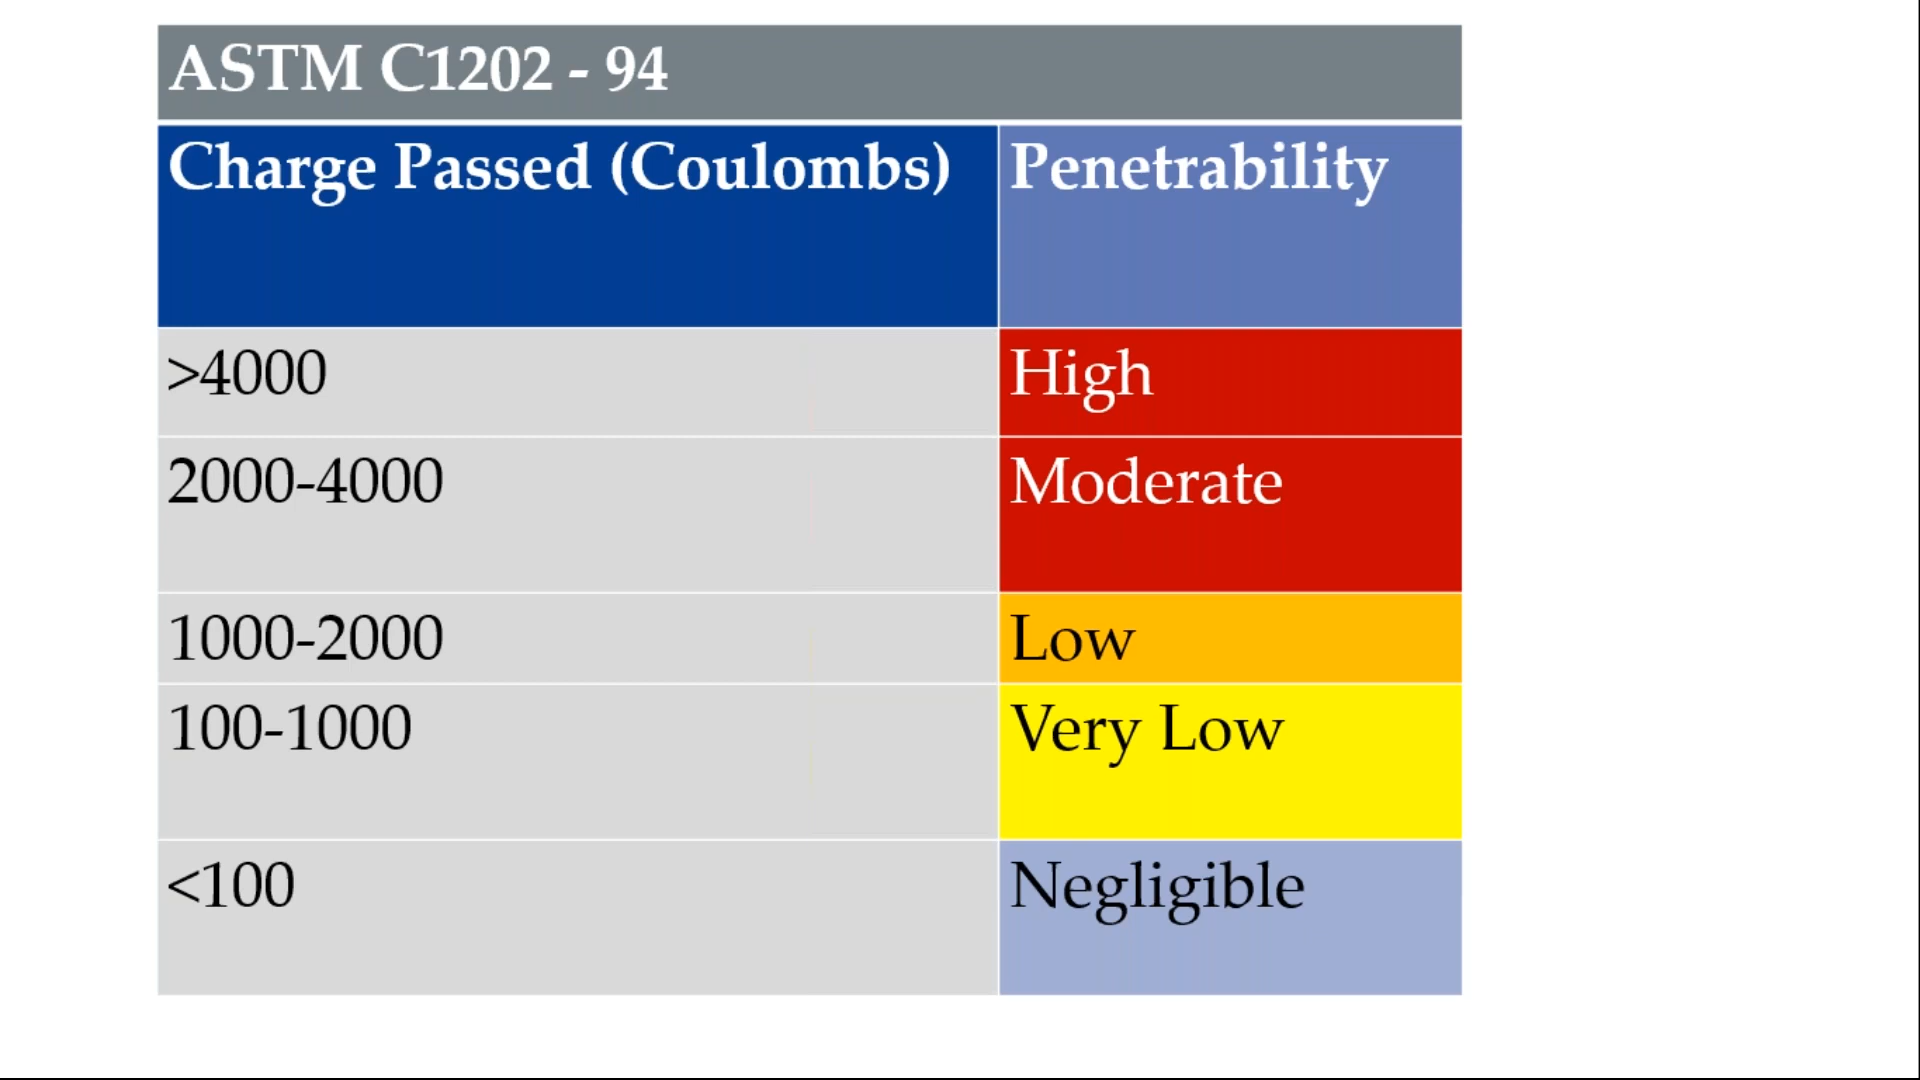 ASTM C1202 - 94
Charge Passed (Coulombs) Penetrability
>4000 High
2000-4000 Moderate
1000-2000 Low
100-1000 Very Low
<100 Negligible